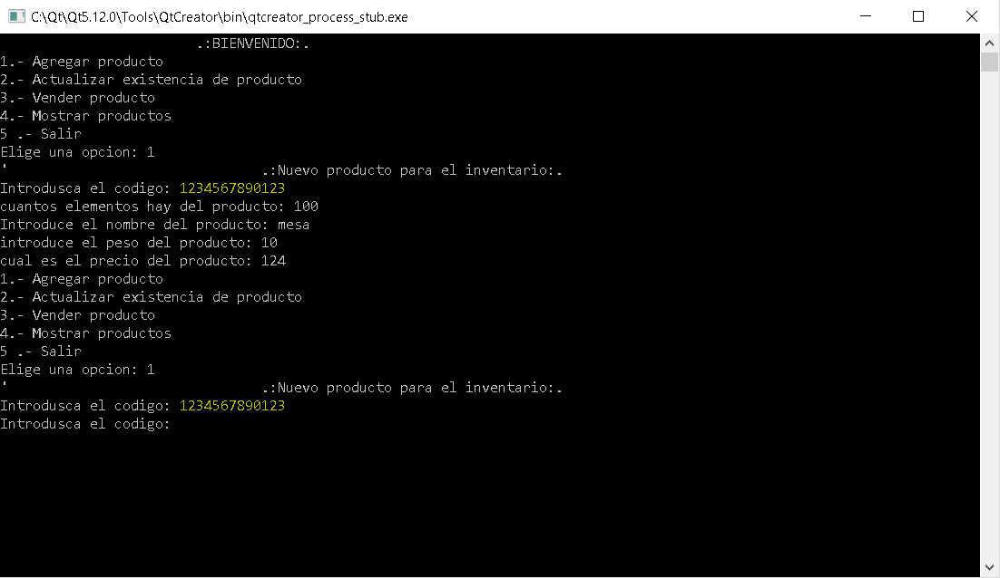 C:\Qt\Qt5.12.0\Tools\QtCreator\bin\qtcreator_process_stub.exe
.:BIENVENIDO:.
1.- Agregar producto
2.- Actualizar existencia de producto
3.- Vender producto
4.- Mostrar productos
5 .- Salir
Elige una opcion: 1
' .:Nuevo producto para el inventario:.
Introdusca el codigo: 1234567890123
cuantos elementos hay del producto: 100
Introduce el nombre del producto: mesa
introduce el peso del producto: 10
cual es el precio del producto: 124
1.- Agregar producto
2.- Actualizar existencia de producto
3.- Vender producto
4.- Mostrar productos
5 .- Salir
Elige una opcion: 1
' .:Nuevo producto para el inventario:.
Introdusca el codigo: 1234567890123
Introdusca el codigo: